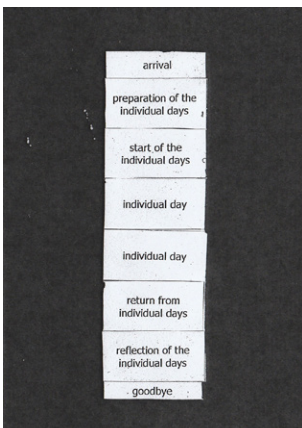 arrival
preparation of the
individual days
start of the
individual days
individual day
individual day
return from
individual days
reflection of the
individual days
goodbye